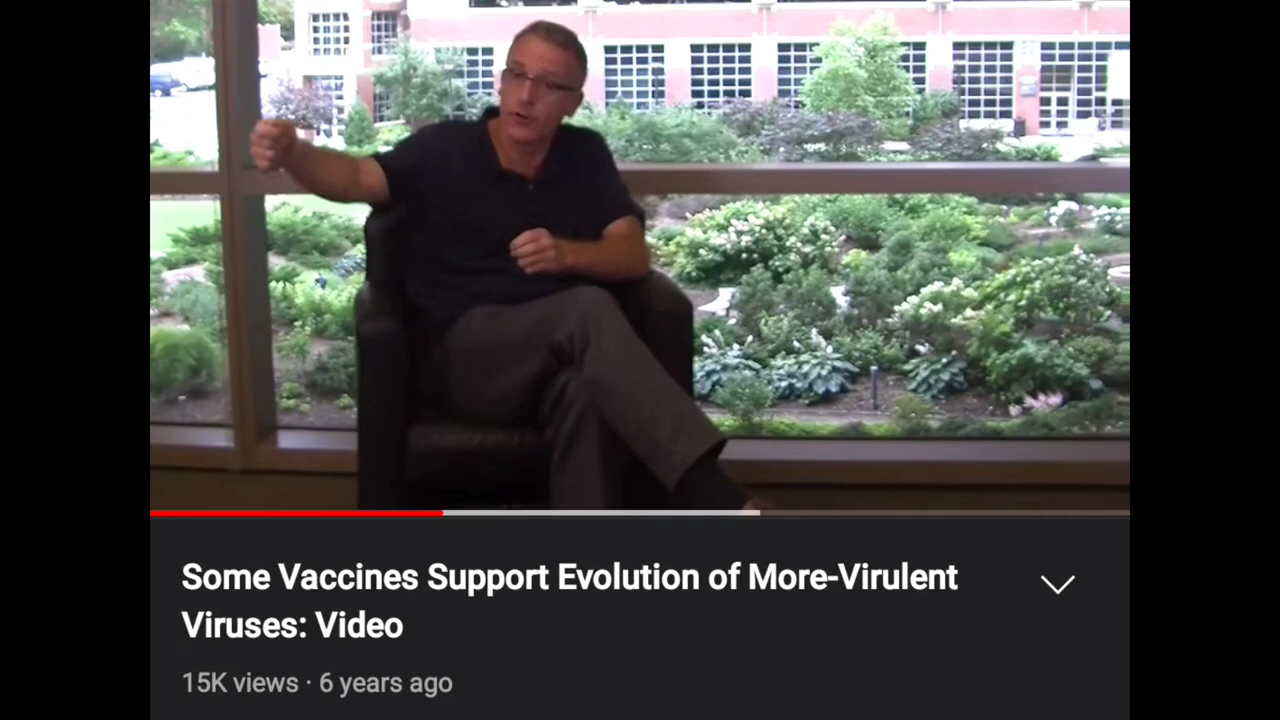 Some Vaccines Support Evolution of More-Virulent
Viruses: Video
15K views · 6 years ago